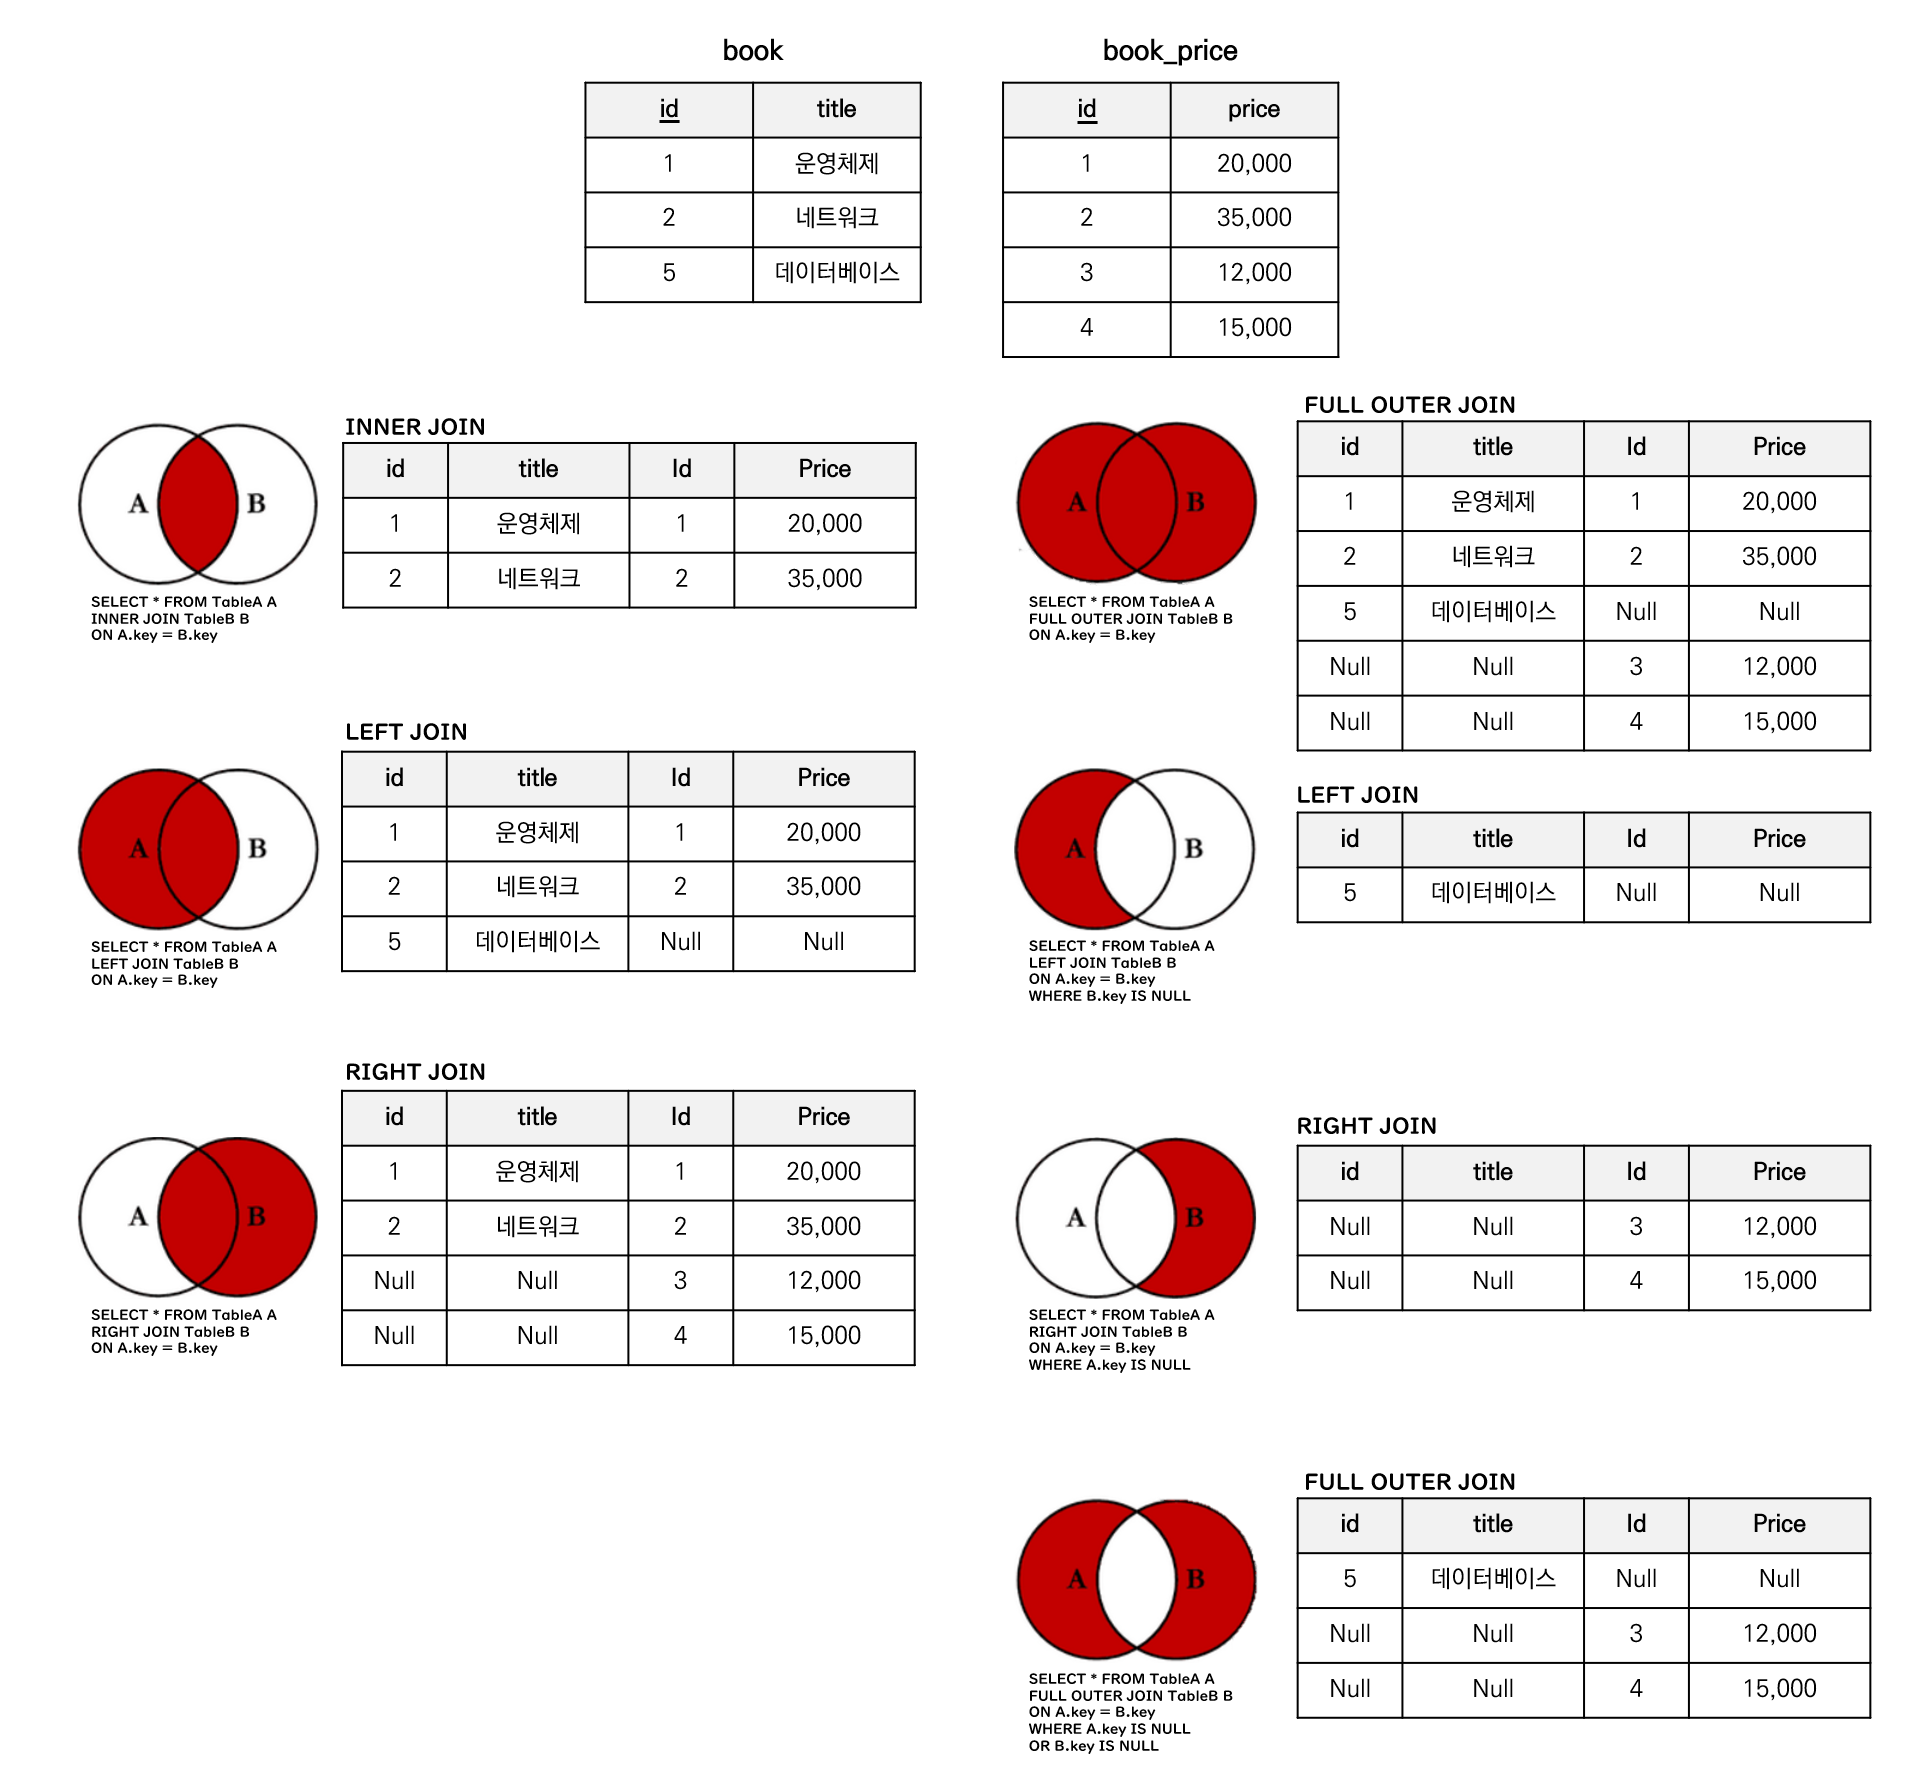 book
id title
1 운영체제
2 네트워크
5 데이터베이스
book_price
id price
1 20,000
2 35,000
3 12,000
4 15,000
A B
SELECT * FROM TableA A
INNER JOIN TableB B
ON A.key = B.key
INNER JOIN
id title Id Price
1 운영체제 1 20,000
2 네트워크 2 35,000
A B
SELECT * FROM TableA A
FULL OUTER JOIN TableB B
ON A.key = B.key
FULL OUTER JOIN
id title Id Price
1 운영체제 1 20,000
2 네트워크 2 35,000
5 데이터베이스 Null Null
Null Null 3 12,000
Null Null 4 15,000
A B
SELECT * FROM TableA A
LEFT JOIN TableB B
ON A.key = B.key
LEFT JOIN
id title Id Price
1 운영체제 1 20,000
2 네트워크 2 35,000
5 데이터베이스 Null Null
A B
SELECT * FROM TableA A
LEFT JOIN TableB B
ON A.key = B.key
WHERE B.key IS NULL
LEFT JOIN
id title Id Price
5 데이터베이스 Null Null
A B
SELECT * FROM TableA A
RIGHT JOIN TableB B
ON A.key = B.key
RIGHT JOIN
id title Id Price
1 운영체제 1 20,000
2 네트워크 2 35,000
Null Null 3 12,000
Null Null 4 15,000
A B
SELECT * FROM TableA A
RIGHT JOIN TableB B
ON A.key = B.key
WHERE A.key IS NULL
RIGHT JOIN
id title Id Price
Null Null 3 12,000
Null Null 4 15,000
A B
SELECT * FROM TableA A
FULL OUTER JOIN TableB B
ON A.key = B.key
WHERE A.key IS NULL
OR B.key IS NULL
FULL OUTER JOIN
id title Id Price
5 데이터베이스 Null Null
Null Null 3 12,000
Null Null 4 15,000